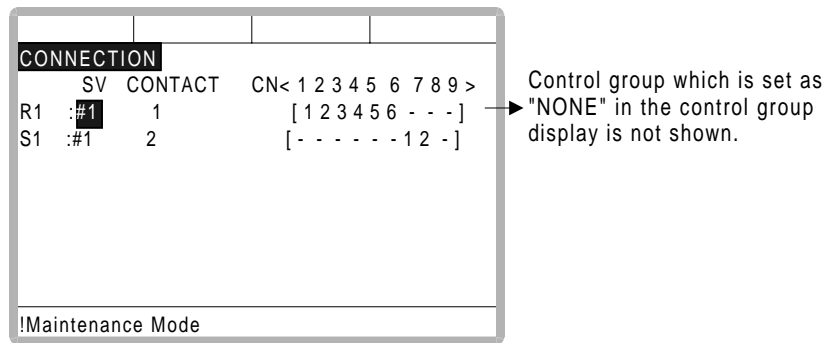 CONNECTION
SV CONTACT CN< 1 2 3 4 5 6 7 8 9 >
R1 :#1 1 [ 1 2 3 4 5 6 - - - ]
S1 :#1 2 [ - - - - - - 1 2 - ]
!Maintenance Mode
Control group which is set as
"NONE" in the control group
display is not shown.